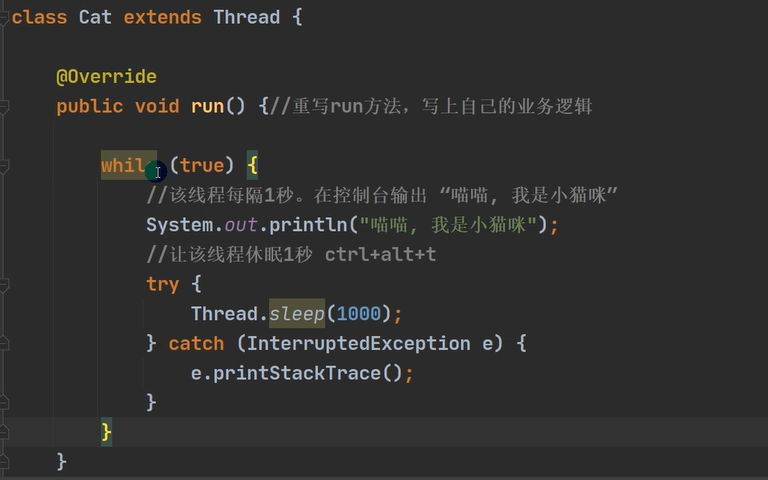 class Cat extends Thread {
@Override
public void run() {//重写run方法，写上自己的业务逻辑
while (true) {
//该线程每隔1秒。在控制台输出 “喵喵, 我是小猫咪”
System.out.println("喵喵, 我是小猫咪");
//让该线程休眠1秒 ctrl+alt+t
try {
Thread.sleep(1000);
} catch (InterruptedException e) {
e.printStackTrace();
}
}
}